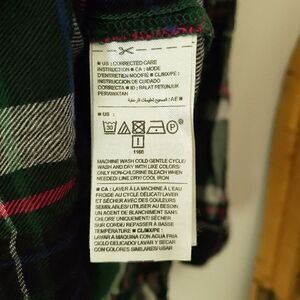 ■ US : CORRECTED CARE
INSTRUCTION ■ CA : MODE
D'ENTRETIEN MODIFIÉ ■ CL/MX/PE :
INSTRUCCIÓN DE CUIDADO
CORRECTA ■ ID : RALAT PETUNJUK
PERAWATAN
■ US :
30
P
I
1166
MACHINE WASH COLD GENTLE CYCLE/
WASH AND DRY WITH LIKE COLORS/
ONLY NON-CHLORINE BLEACH WHEN
NEEDED/ LINE DRY/ COOL IRON
■ CA : LAVER À LA MACHINE À L'EAU
FROIDE AU CYCLE DÉLICAT/ LAVER
ET SÉCHER AVEC DES COULEURS
SEMBLABLES/ UTILISER AU BESOIN
UN AGENT DE BLANCHIMENT SANS
CHLORE UNIQUEMENT/ SÉCHER
SUR CORDE/ REPASSER À BASSE
TEMPÉRATURE ■ CL/MX/PE :
LAVAR A MÁQUINA CON AGUA FRÍA
CICLO DELICADO/ LAVAR Y SECAR
CON COLORES SIMILARES/ USAR